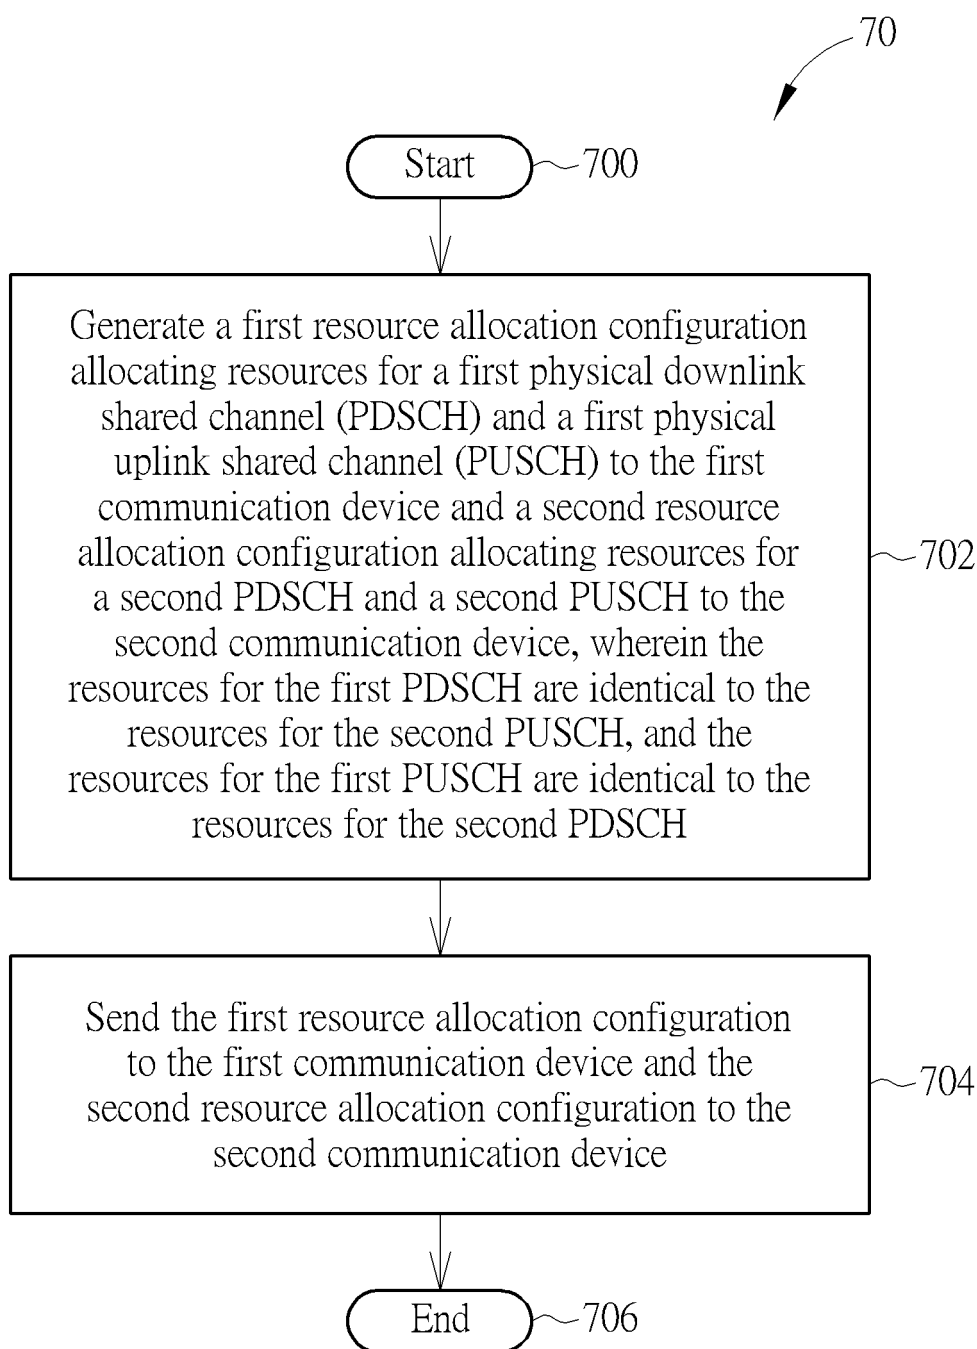 70
Start
700
Generate a first resource allocation configuration
allocating resources for a first physical downlink
shared channel (PDSCH) and a first physical
uplink shared channel (PUSCH) to the first
communication device and a second resource
allocation configuration allocating resources for
a second PDSCH and a second PUSCH to the
second communication device, wherein the
resources for the first PDSCH are identical to the
resources for the second PUSCH, and the
resources for the first PUSCH are identical to the
resources for the second PDSCH
702
Send the first resource allocation configuration
to the first communication device and the
second resource allocation configuration to the
second communication device
704
End
706